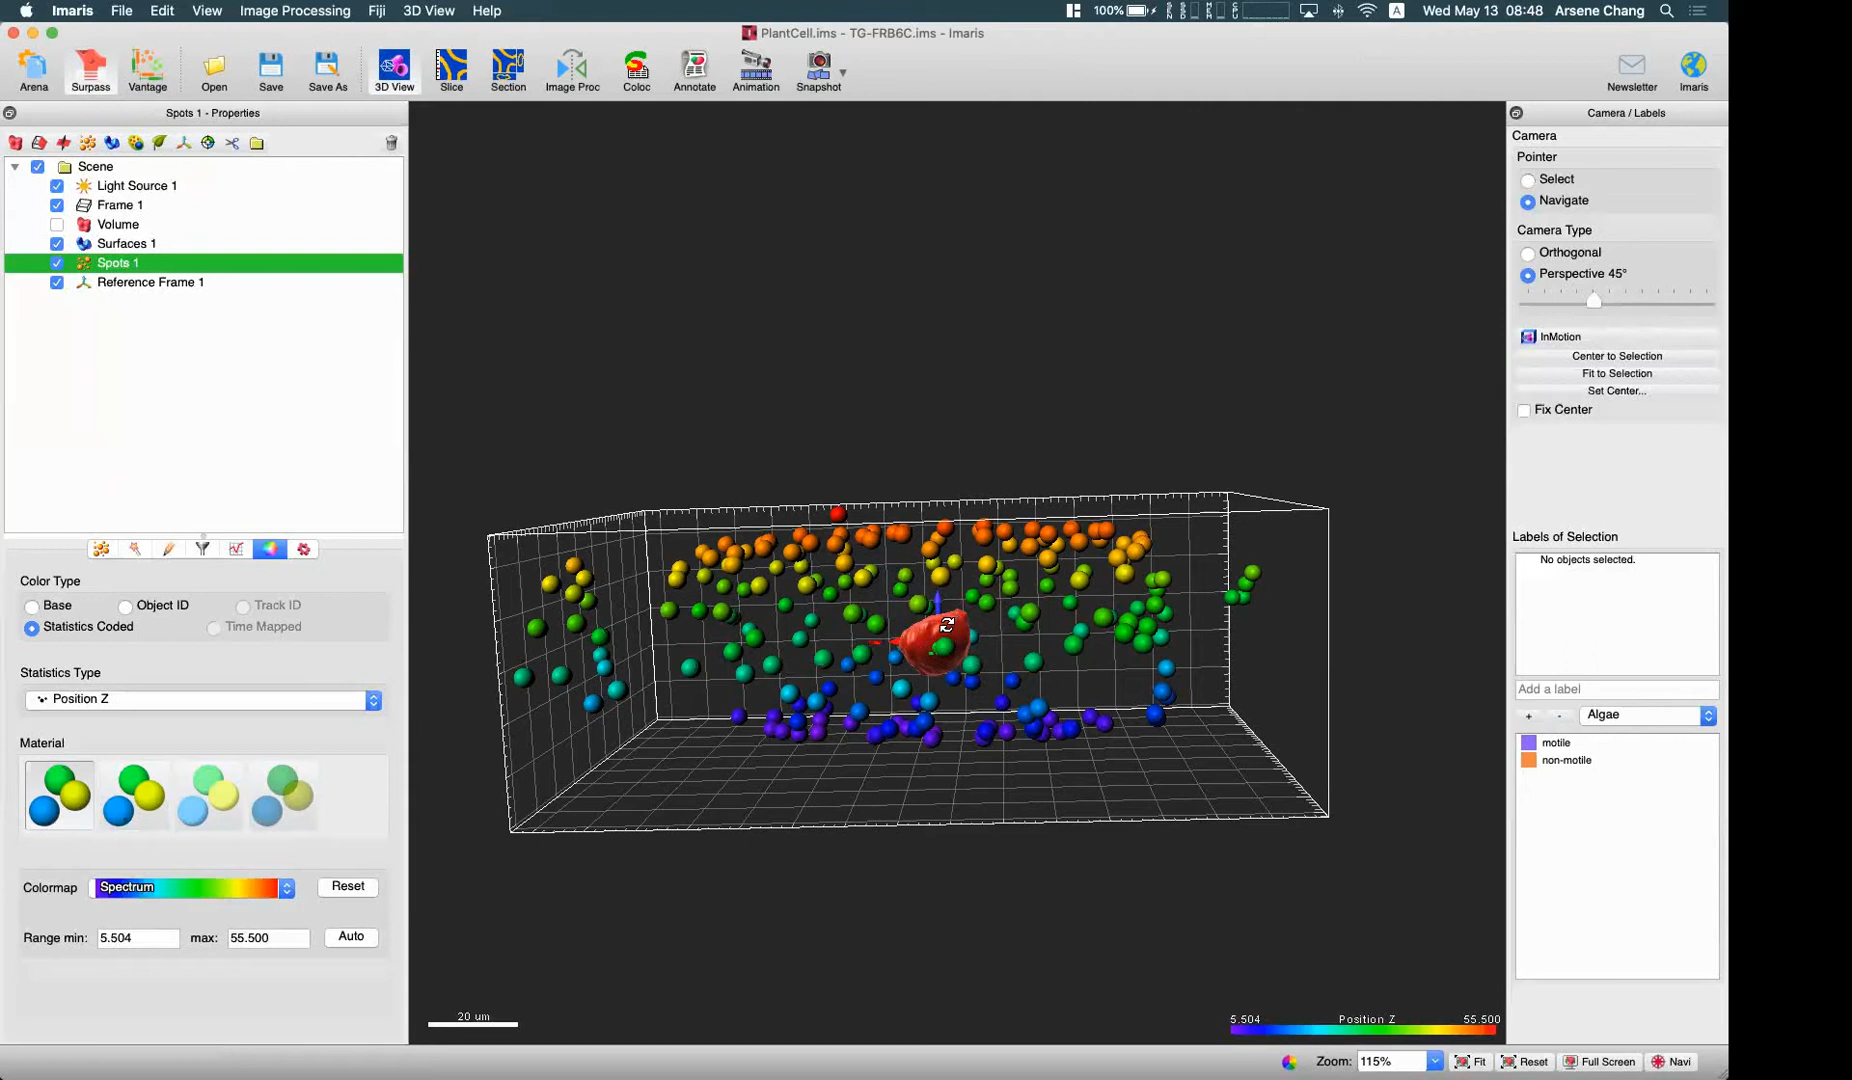 Imaris File Edit View Image Processing Fiji 3D View Help 100% A Wed May 13 08:48 Arsene Chang
PlantCell.ims - TG-FRB6C.ims - Imaris
Arena Surpass Vantage Open Save Save As 3D View Slice Section Image Proc Coloc Annotate Animation Snapshot Newsletter Imaris
Spots 1 - Properties
Scene
Light Source 1
Frame 1
Volume
Surfaces 1
Spots 1
Reference Frame 1
Color Type
Base Object ID Track ID
Statistics Coded Time Mapped
Statistics Type
Position Z
Material
Colormap Spectrum Reset
Range min: 5.504 max: 55.500 Auto
20 um
5.504 Position Z 55.500
Camera / Labels
Camera
Pointer
Select
Navigate
Camera Type
Orthogonal
Perspective 45°
InMotion
Center to Selection
Fit to Selection
Set Center...
Fix Center
Labels of Selection
No objects selected.
Add a label
+ - Algae
motile
non-motile
Zoom: 115% Fit Reset Full Screen Navi